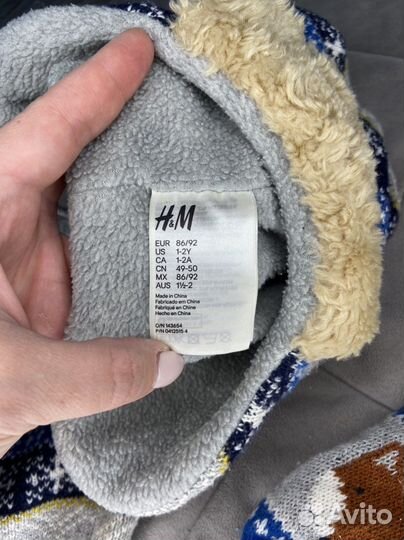 H&M
EUR 86/92
US 1-2Y
CA 1-2A
CN 49-50
MX 86/92
AUS 1½-2
Made in China
Fabricado en China
Fabriqué en Chine
Hecho en China
O/N 143654
P/N 0412515 4
Avito